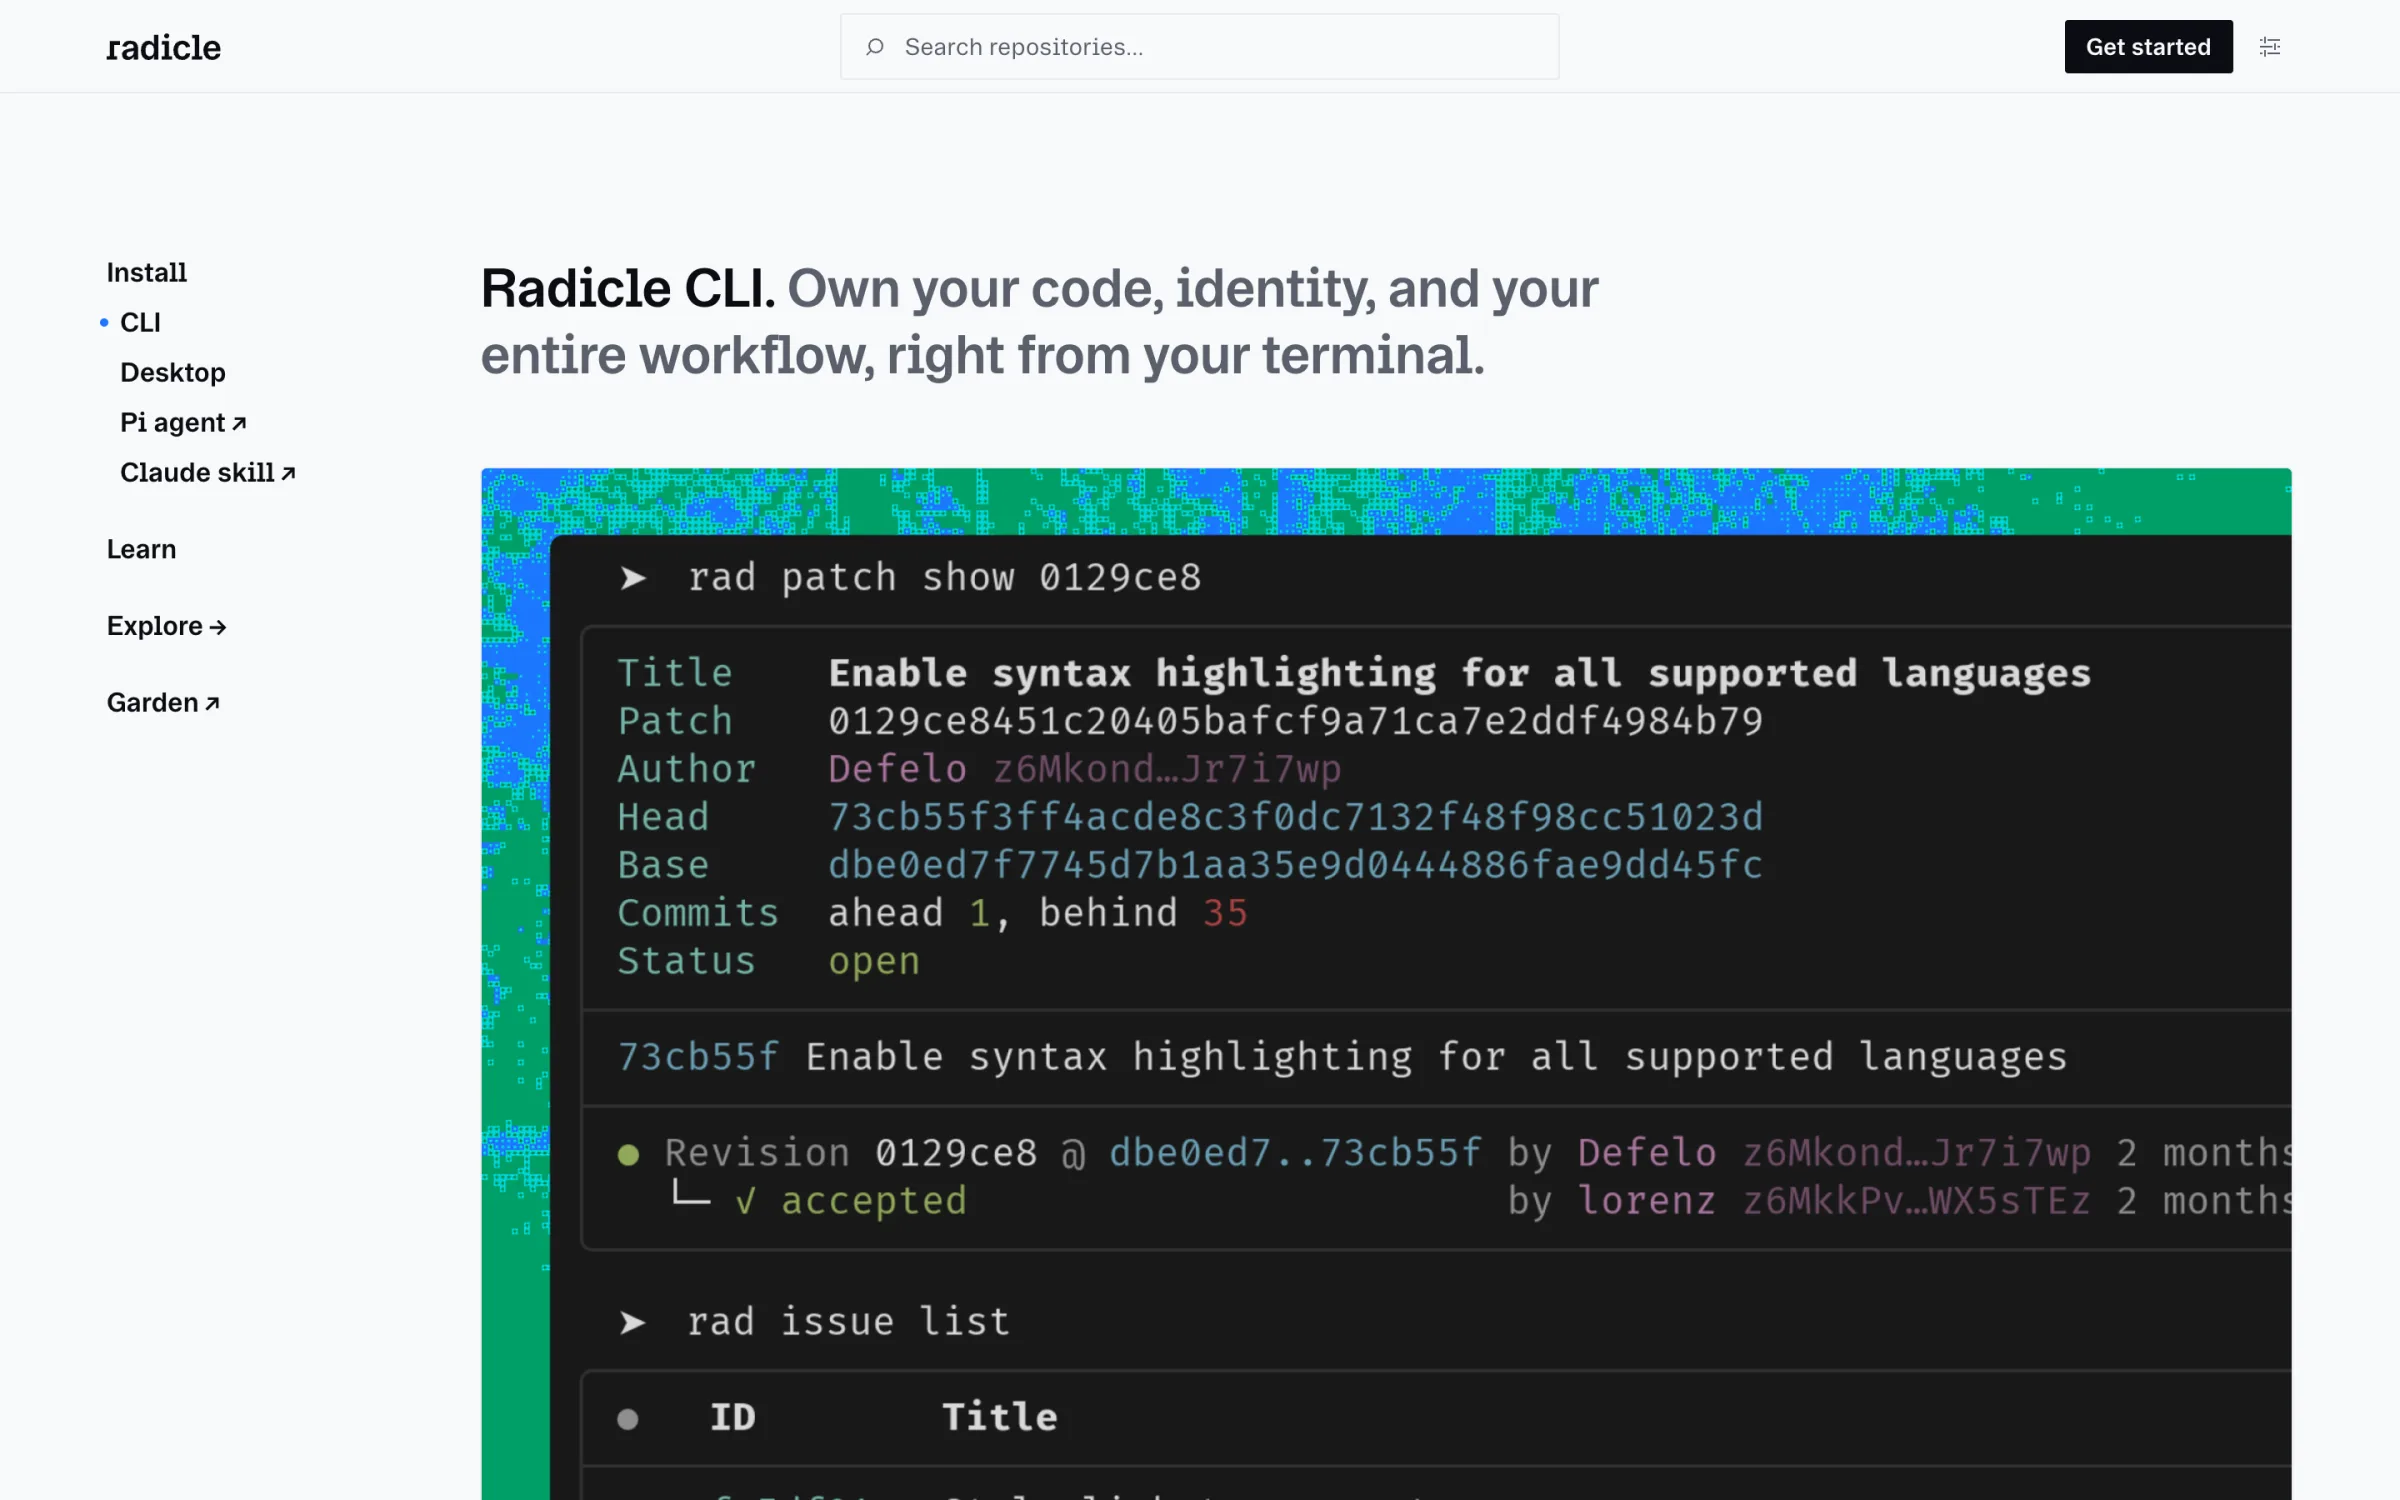 radicle
Search repositories...
Get started
Install
CLI
Desktop
Pi agent ↗
Claude skill ↗
Learn
Explore →
Garden ↗
Radicle CLI. Own your code, identity, and your
entire workflow, right from your terminal.
➤ rad patch show 0129ce8
Title Enable syntax highlighting for all supported languages
Patch 0129ce8451c20405bafcf9a71ca7e2ddf4984b79
Author Defelo z6Mkond…Jr7i7wp
Head 73cb55f3ff4acde8c3f0dc7132f48f98cc51023d
Base dbe0ed7f7745d7b1aa35e9d0444886fae9dd45fc
Commits ahead 1, behind 35
Status open
73cb55f Enable syntax highlighting for all supported languages
● Revision 0129ce8 @ dbe0ed7..73cb55f by Defelo z6Mkond…Jr7i7wp 2 months
└─ √ accepted by lorenz z6MkkPv…WX5sTEz 2 months
➤ rad issue list
● ID Title